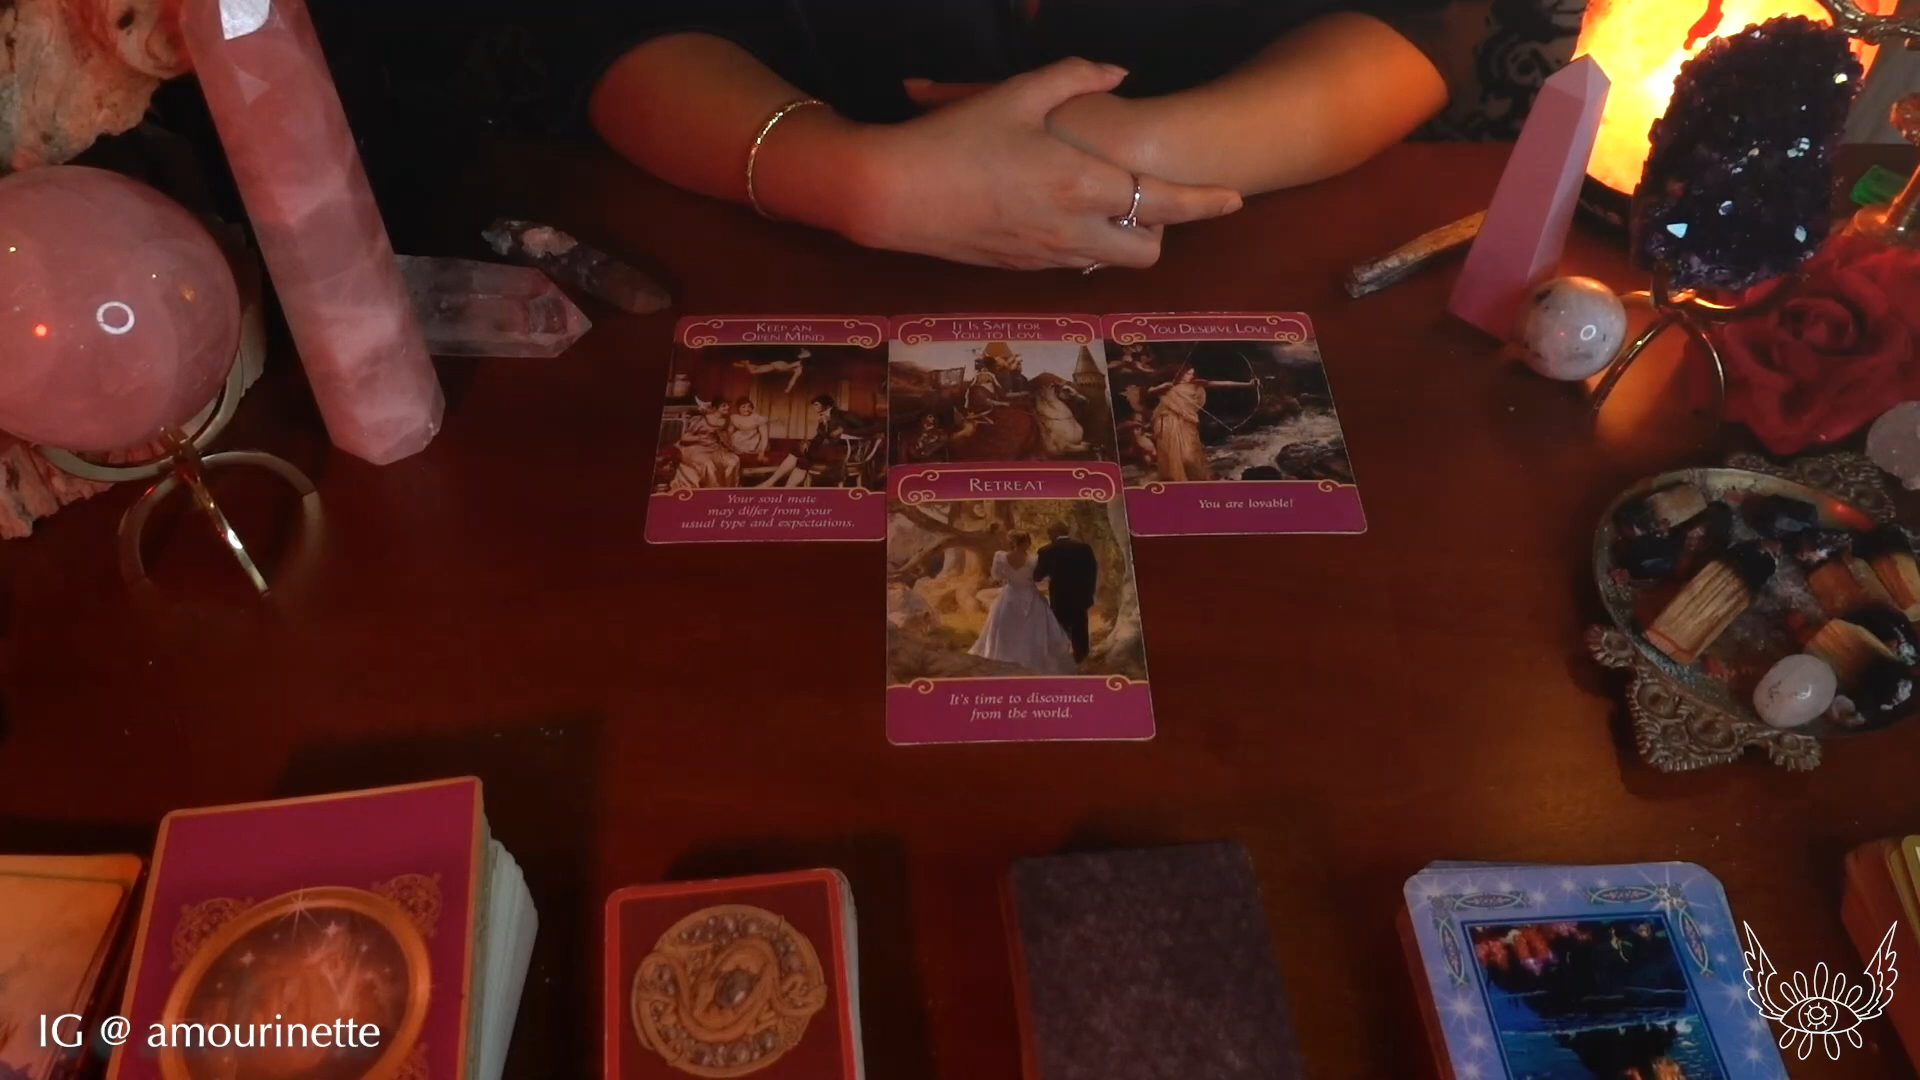 KEEP AN
OPEN MIND
Your soul mate
may differ from your
usual type and expectations.
IT IS SAFE FOR
YOU TO LOVE
YOU DESERVE LOVE
You are lovable!
RETREAT
It's time to disconnect
from the world.
IG @ amourinette